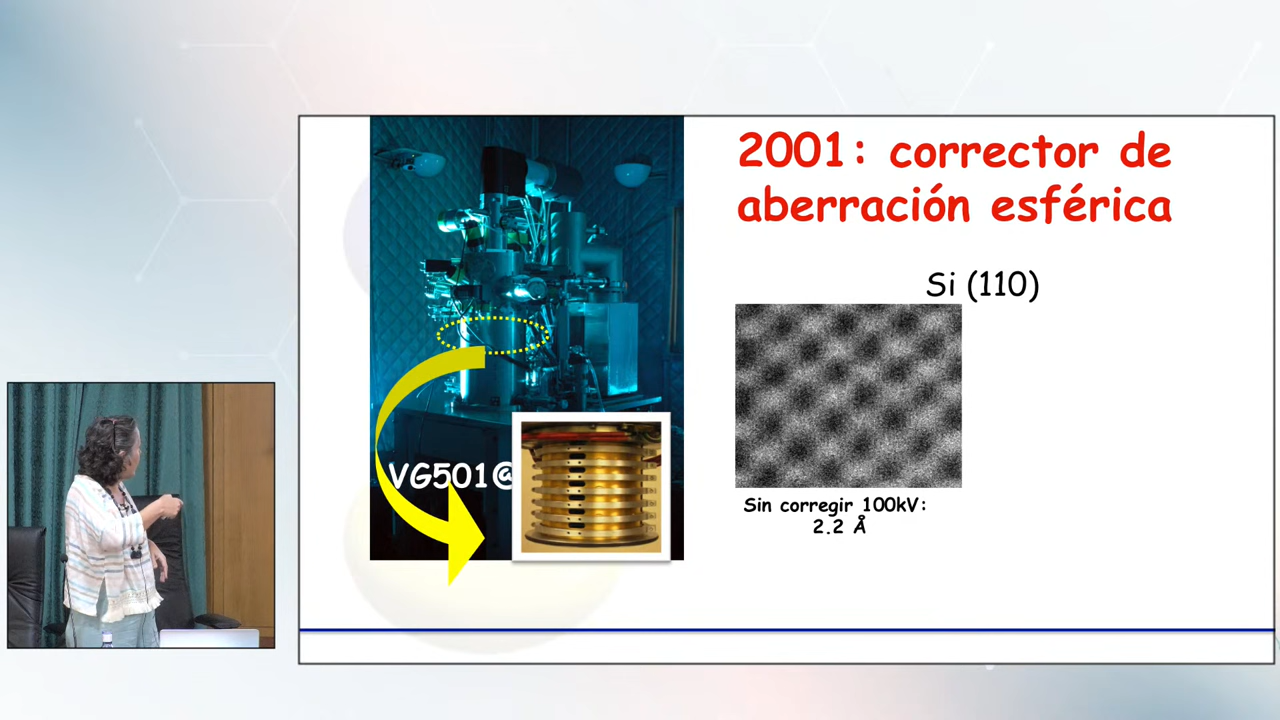 2001: corrector de
aberración esférica
Si (110)
VG501@
Sin corregir 100kV:
2.2 Å